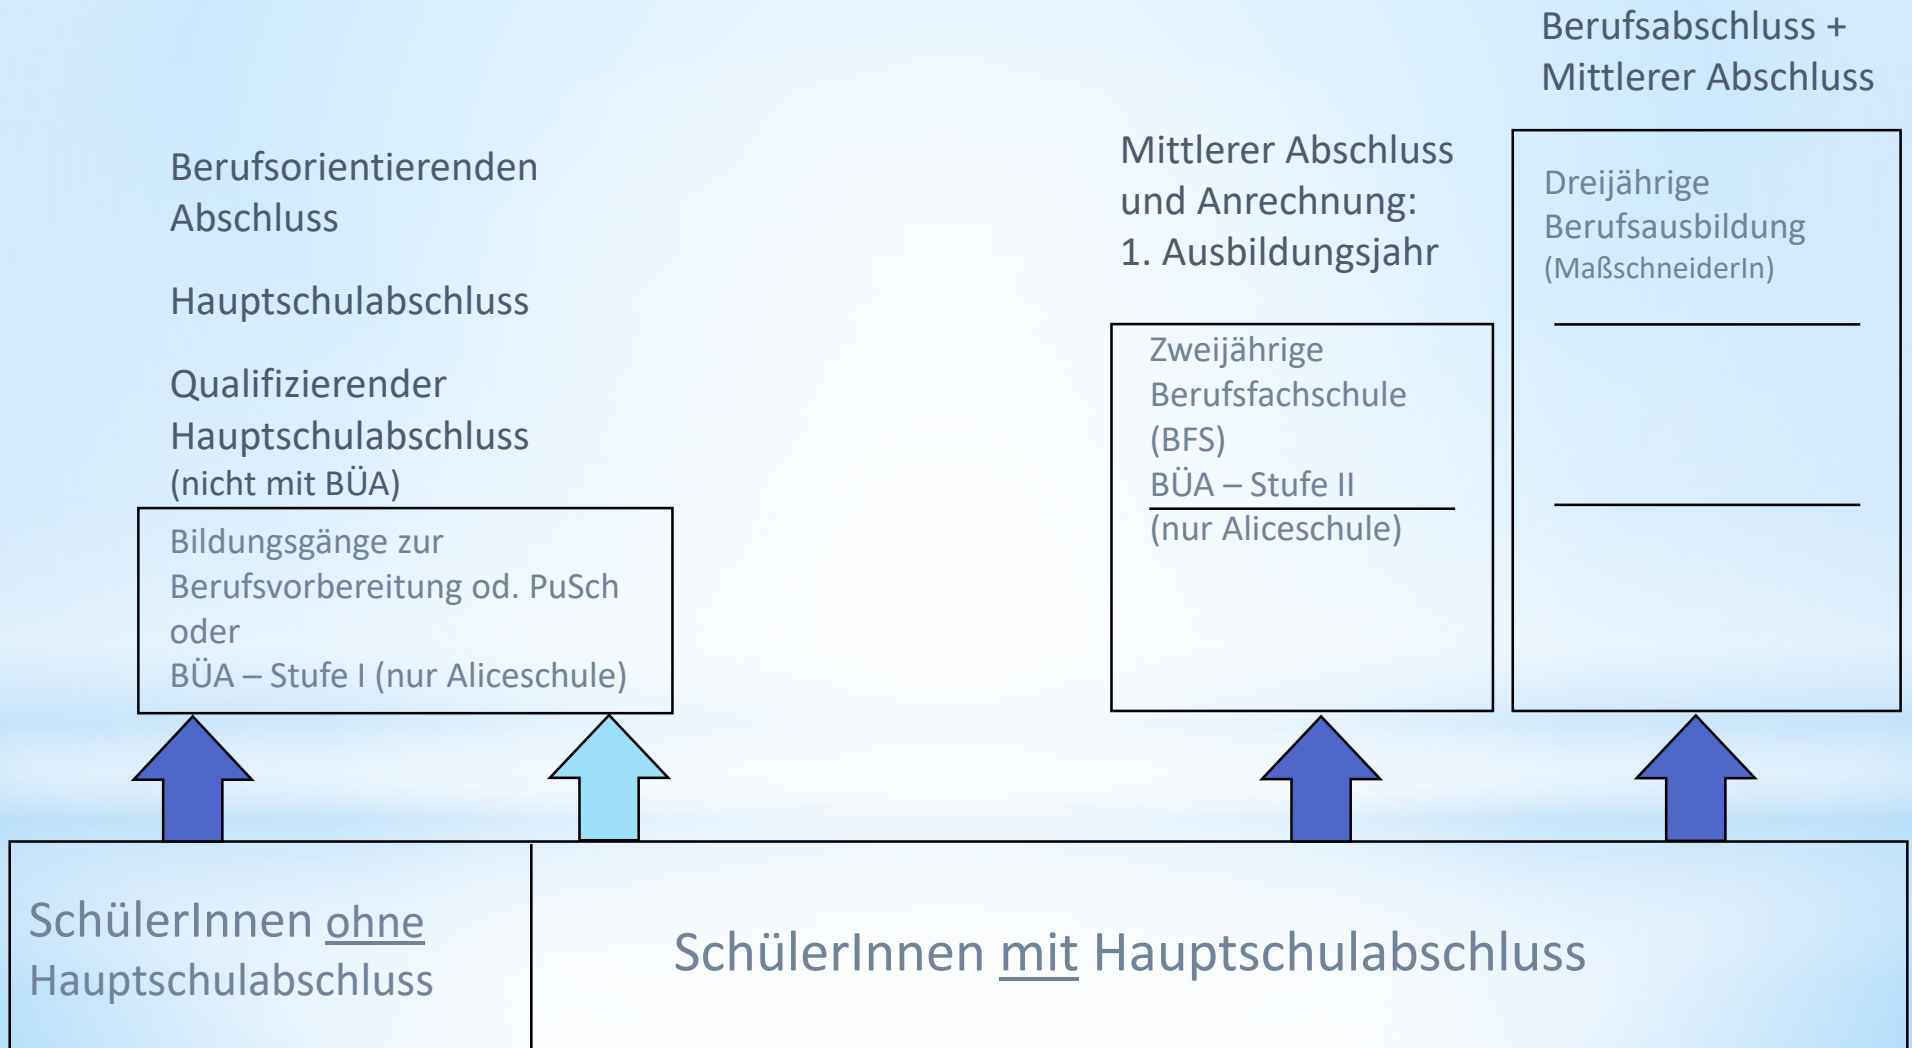 Berufsorientierenden
Abschluss
Hauptschulabschluss
Qualifizierender
Hauptschulabschluss
(nicht mit BÜA)
Bildungsgänge zur
Berufsvorbereitung od. PuSch
oder
BÜA – Stufe I (nur Aliceschule)
Mittlerer Abschluss
und Anrechnung:
1. Ausbildungsjahr
Zweijährige
Berufsfachschule
(BFS)
BÜA – Stufe II
(nur Aliceschule)
Berufsabschluss +
Mittlerer Abschluss
Dreijährige
Berufsausbildung
(MaßschneiderIn)
SchülerInnen ohne
Hauptschulabschluss
SchülerInnen mit Hauptschulabschluss